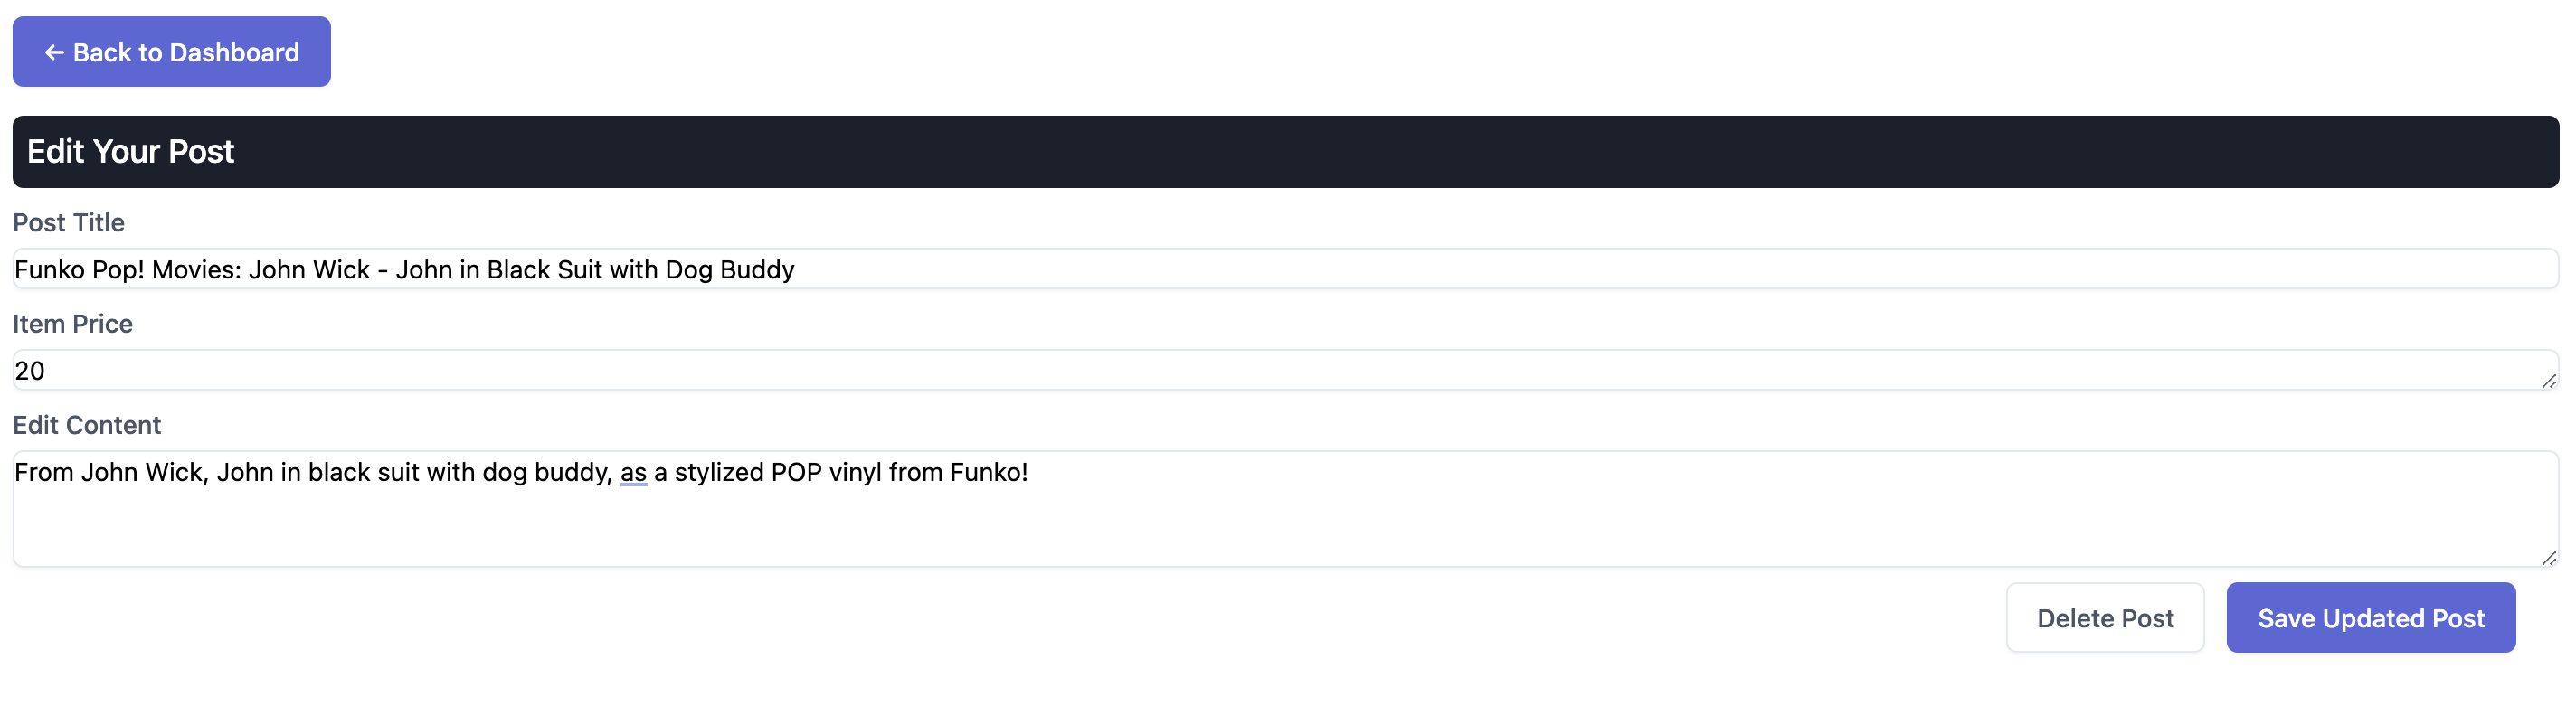 ← Back to Dashboard
Edit Your Post
Post Title
Funko Pop! Movies: John Wick - John in Black Suit with Dog Buddy
Item Price
20
Edit Content
From John Wick, John in black suit with dog buddy, as a stylized POP vinyl from Funko!
Delete Post
Save Updated Post